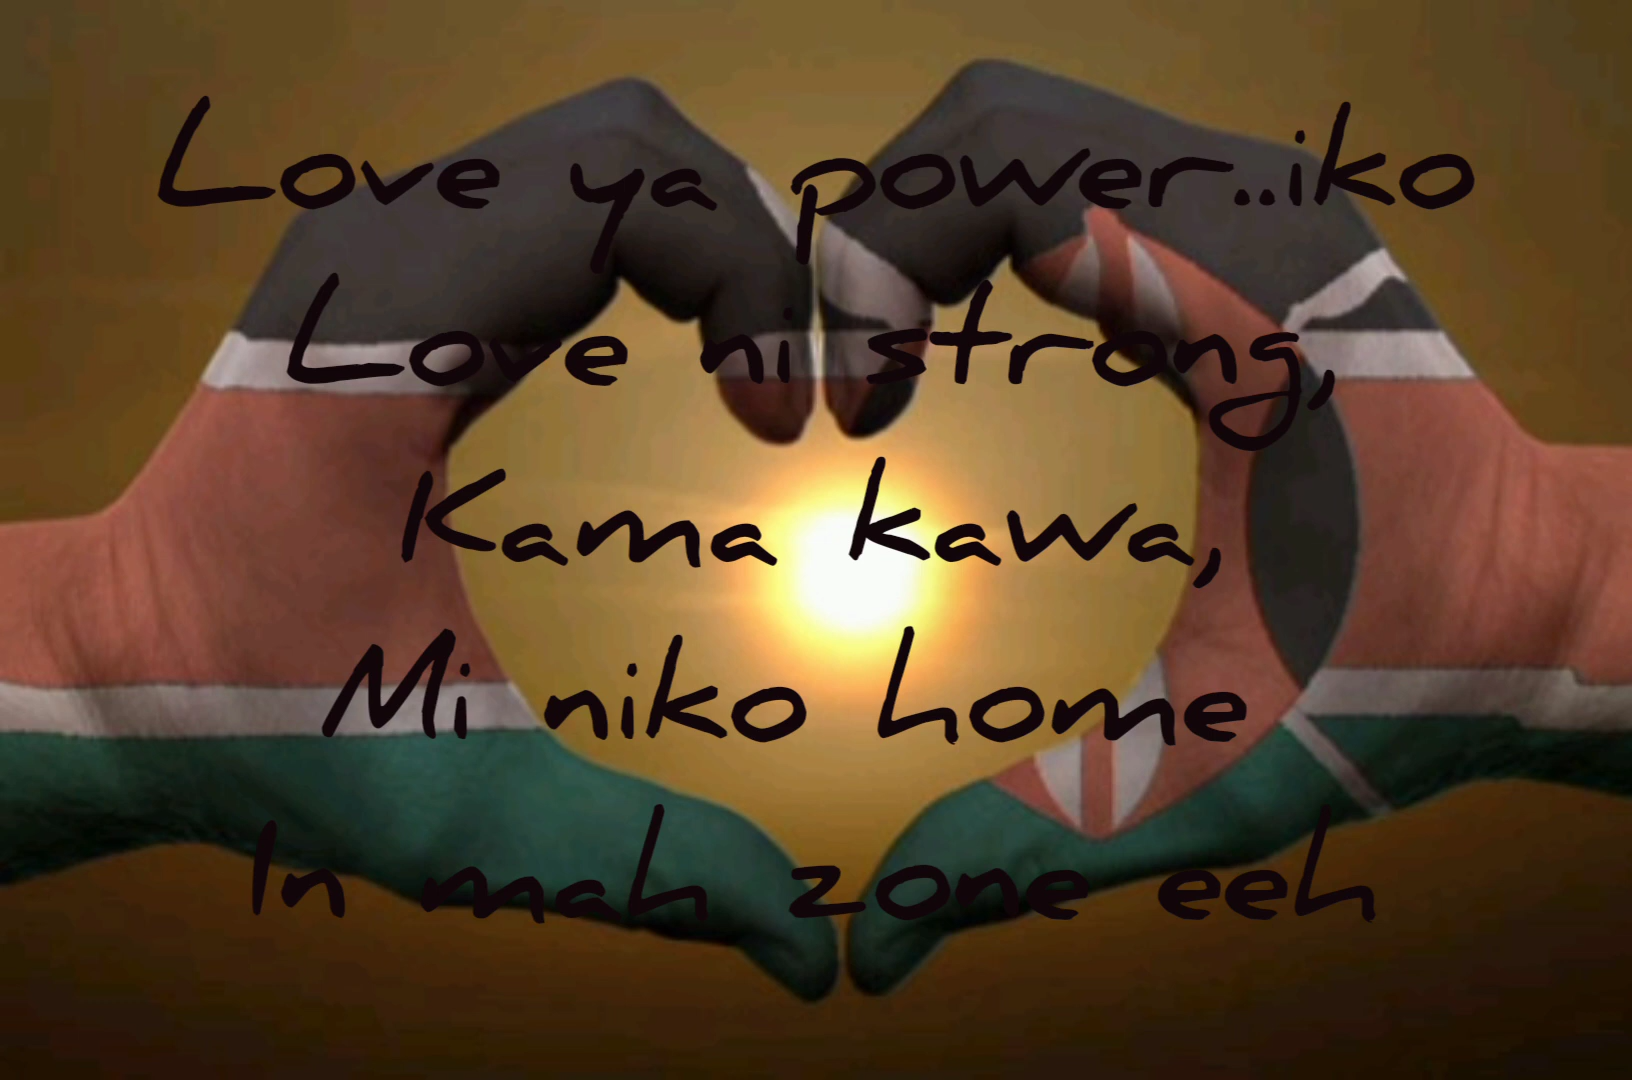 Love ya power..iko
Love ni strong,
Kama kawa,
Mi niko home
In mah zone eeh